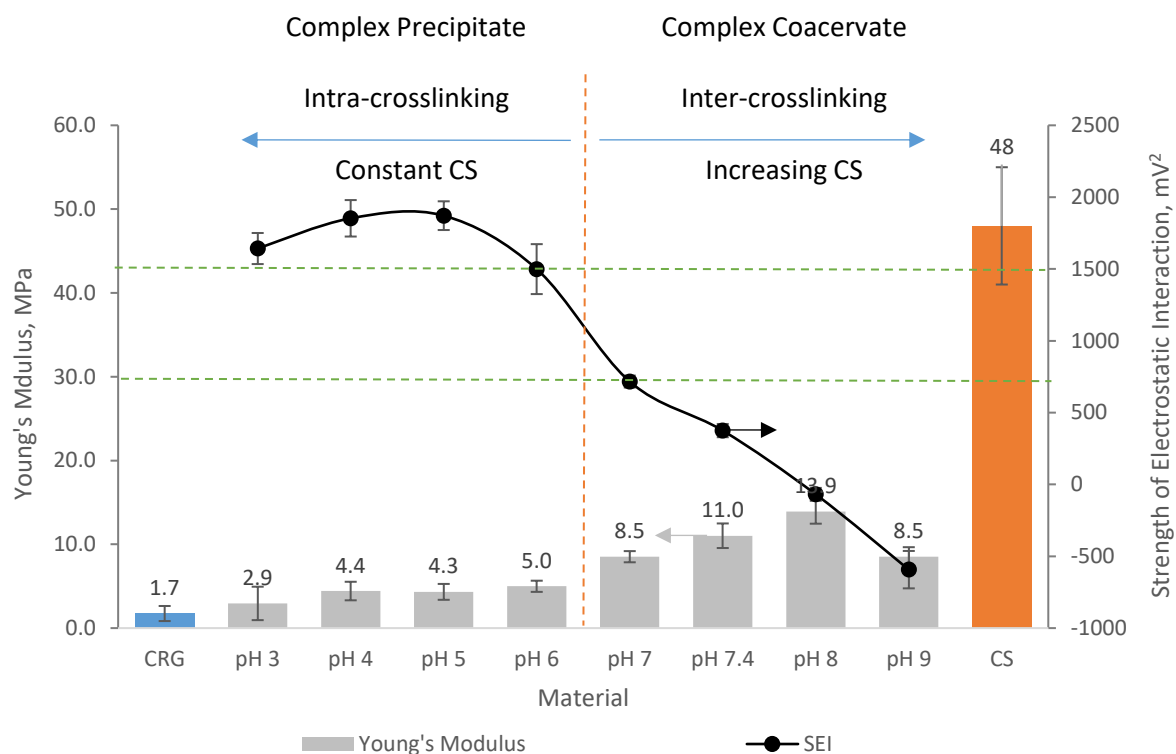 Complex Precipitate
Complex Coacervate
Intra-crosslinking
Inter-crosslinking
Constant CS
Increasing CS
60.0
50.0
40.0
30.0
20.0
10.0
0.0
Young's Mdulus, MPa
2500
2000
1500
1000
500
0
-500
-1000
Strength of Electrostatic Interaction, mV²
1.7
2.9
4.4
4.3
5.0
8.5
11.0
13.9
8.5
48
CRG
pH 3
pH 4
pH 5
pH 6
pH 7
pH 7.4
pH 8
pH 9
CS
Material
Young's Modulus
SEI